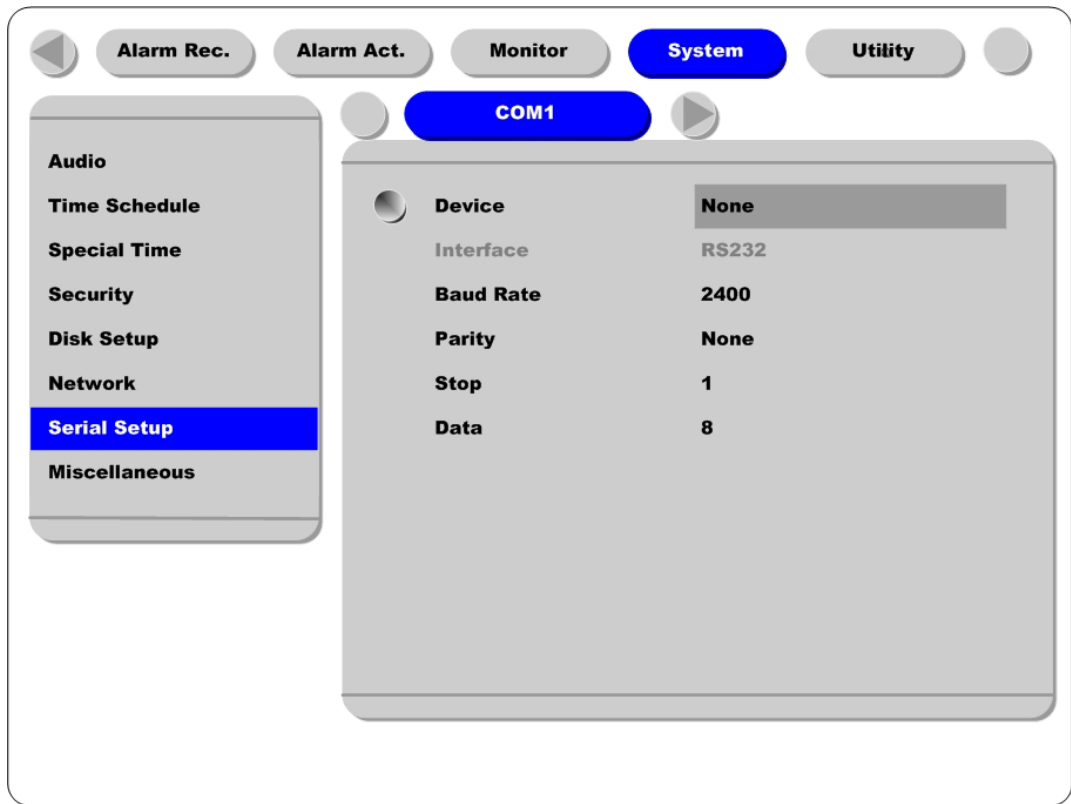 Alarm Rec. Alarm Act. Monitor System Utility
COM1
Audio
Time Schedule
Special Time
Security
Disk Setup
Network
Serial Setup
Miscellaneous
Device None
Interface RS232
Baud Rate 2400
Parity None
Stop 1
Data 8